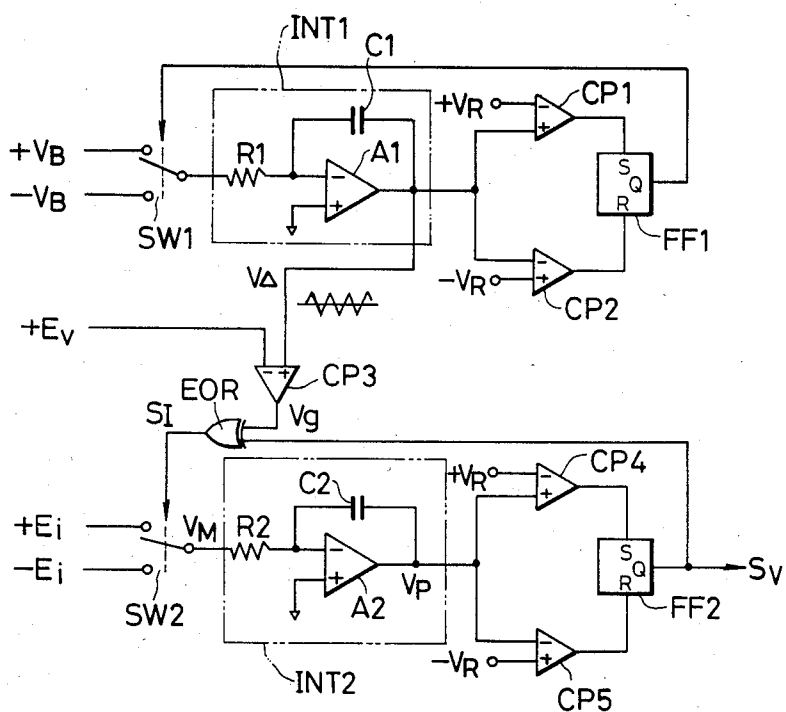 INT1
C1
+VR
CP1
+VB
R1
A1
S
Q
R
-VB
SW1
-VR
FF1
CP2
VΔ
+EV
CP3
EOR
SI
Vg
+VR
CP4
C2
+Ei
VM
R2
S
Q
R
SV
-Ei
A2
VP
FF2
SW2
-VR
INT2
CP5